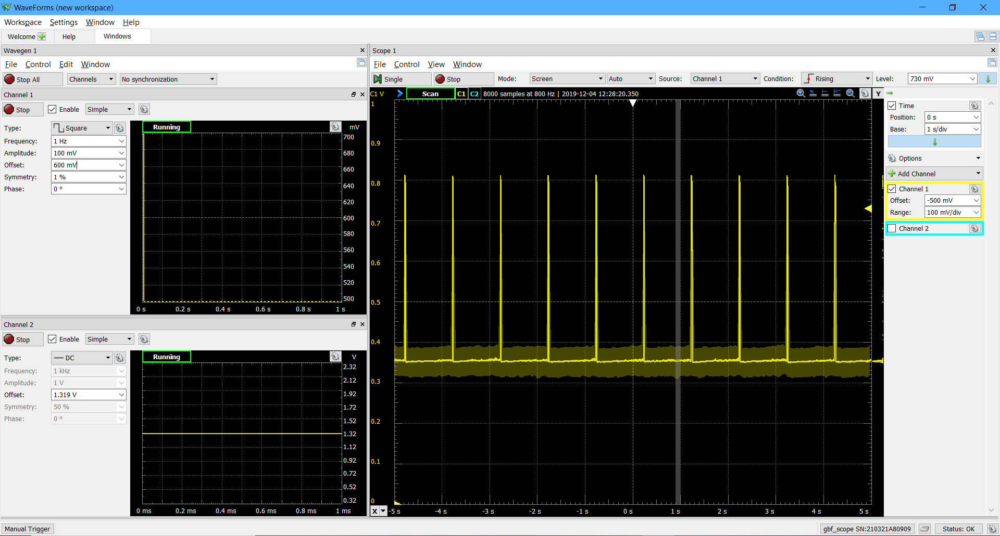 WaveForms (new workspace)
Workspace Settings Window Help
Welcome Help Windows
Wavegen 1
File Control Edit Window
Stop All Channels No synchronization
Channel 1
Stop Enable Simple
Type: Square
Frequency: 1 Hz
Amplitude: 100 mV
Offset: 600 mV
Symmetry: 1 %
Phase: 0 º
Running mV
700
680
660
640
620
600
580
560
540
520
500
0 s 0.2 s 0.4 s 0.6 s 0.8 s 1 s
Channel 2
Stop Enable Simple
Type: DC
Frequency: 1 kHz
Amplitude: 1 V
Offset: 1.319 V
Symmetry: 50 %
Phase: 0 º
Running V
2.32
2.12
1.92
1.72
1.52
1.32
1.12
0.92
0.72
0.52
0.32
0 ms 0.2 ms 0.4 ms 0.6 ms 0.8 ms 1 ms
Scope 1
File Control View Window
Single Stop Mode: Screen Auto Source: Channel 1 Condition: Rising Level: 730 mV
C1 V Scan C1 C2 8000 samples at 800 Hz | 2019-12-04 12:28:20.350 Y
1
0.9
0.8
0.7
0.6
0.5
0.4
0.3
0.2
0.1
0
X -5 s -4 s -3 s -2 s -1 s 0 s 1 s 2 s 3 s 4 s 5 s
Time
Position: 0 s
Base: 1 s/div
Options
Add Channel
Channel 1
Offset: -500 mV
Range: 100 mV/div
Channel 2
Manual Trigger gbf_scope SN:210321A80909 Status: OK